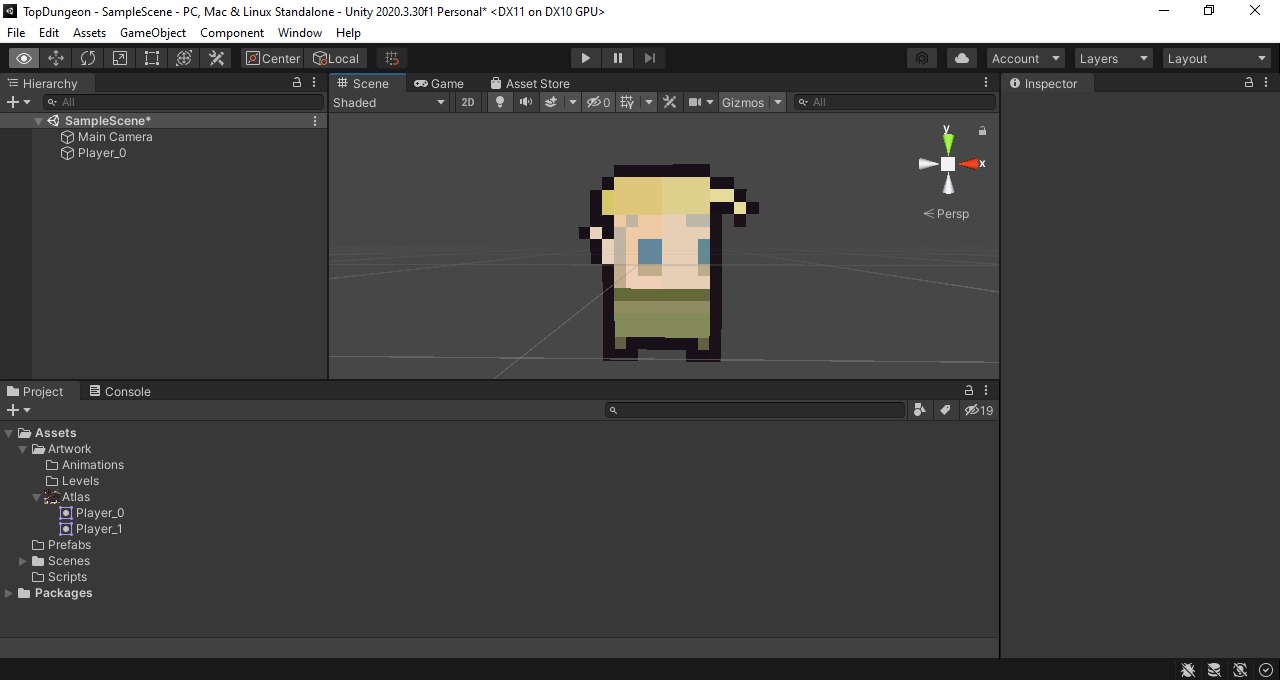 TopDungeon - SampleScene - PC, Mac & Linux Standalone - Unity 2020.3.30f1 Personal* <DX11 on DX10 GPU>
File Edit Assets GameObject Component Window Help
Center Local Account Layers Layout
Hierarchy Scene Game Asset Store Inspector
All Shaded 2D 0 Gizmos All
SampleScene*
Main Camera
Player_0
y
x
Persp
Project Console
19
Assets
Artwork
Animations
Levels
Atlas
Player_0
Player_1
Prefabs
Scenes
Scripts
Packages